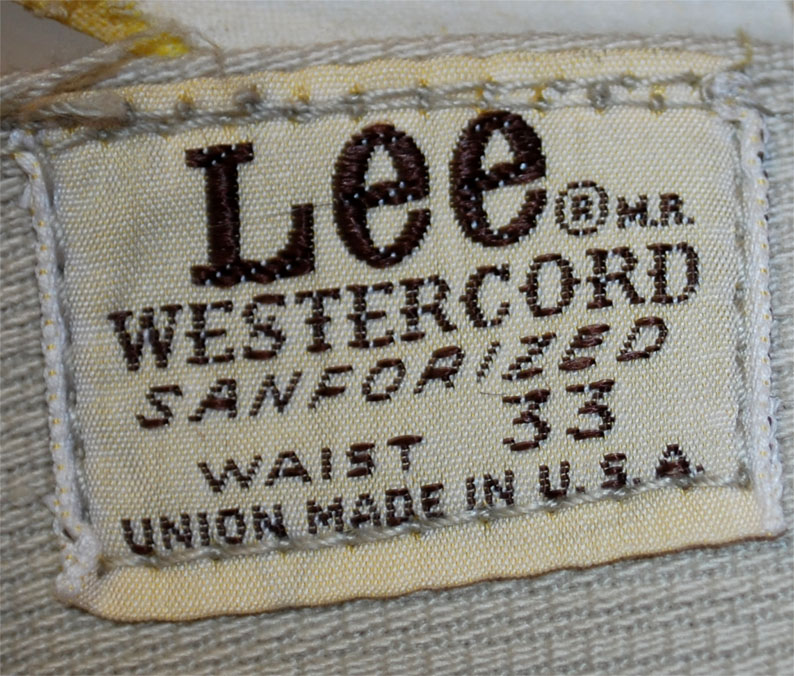 Lee ® M.R.
WESTERCORD
SANFORIZED
WAIST 33
UNION MADE IN U.S.A.